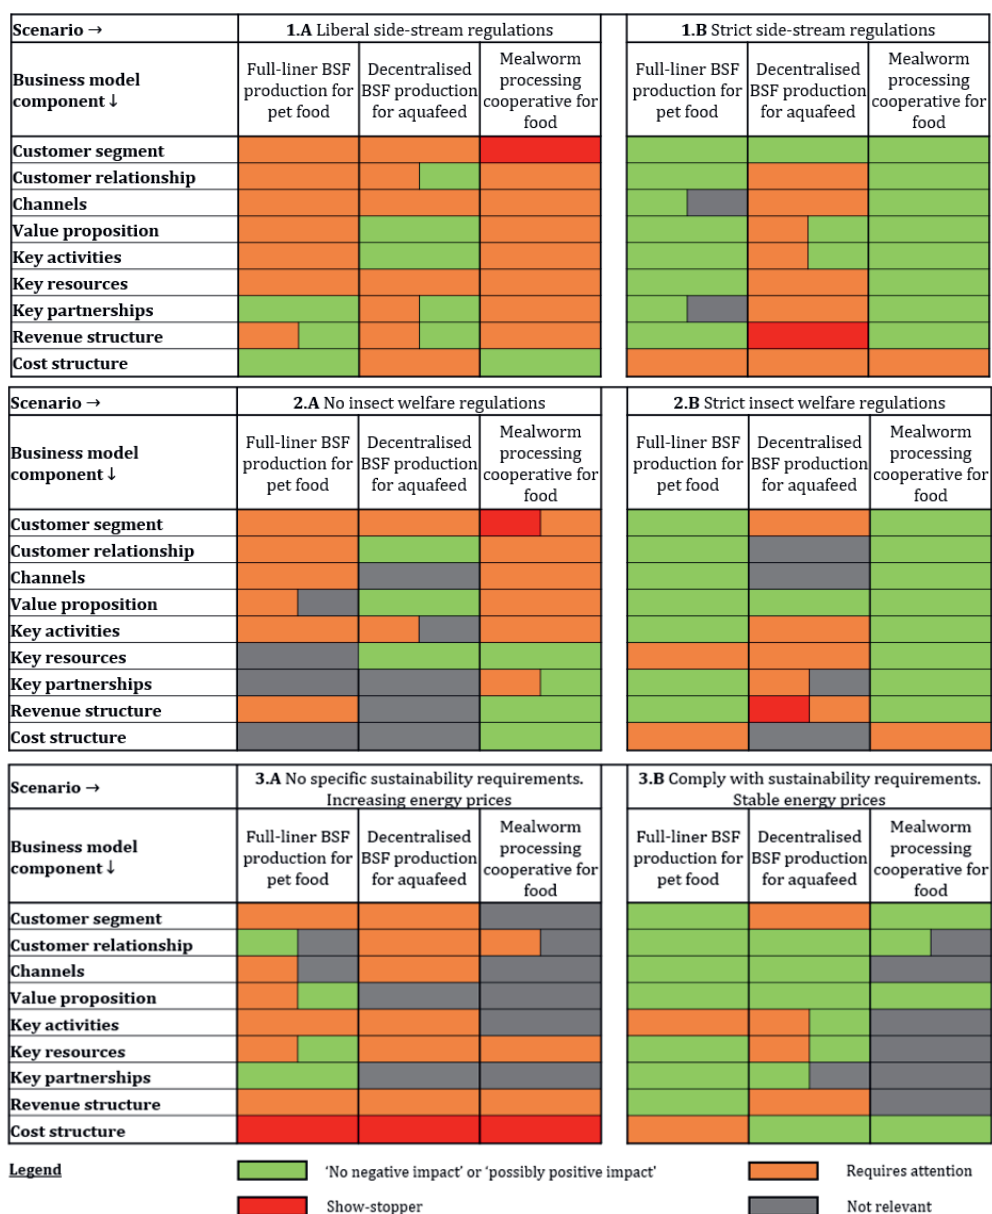 Scenario → 1.A Liberal side-stream regulations 1.B Strict side-stream regulations
Business model component ↓
Full-liner BSF production for pet food
Decentralised BSF production for aquafeed
Mealworm processing cooperative for food
Full-liner BSF production for pet food
Decentralised BSF production for aquafeed
Mealworm processing cooperative for food
Customer segment
Customer relationship
Channels
Value proposition
Key activities
Key resources
Key partnerships
Revenue structure
Cost structure
Scenario → 2.A No insect welfare regulations 2.B Strict insect welfare regulations
Business model component ↓
Full-liner BSF production for pet food
Decentralised BSF production for aquafeed
Mealworm processing cooperative for food
Full-liner BSF production for pet food
Decentralised BSF production for aquafeed
Mealworm processing cooperative for food
Customer segment
Customer relationship
Channels
Value proposition
Key activities
Key resources
Key partnerships
Revenue structure
Cost structure
Scenario → 3.A No specific sustainability requirements. Increasing energy prices 3.B Comply with sustainability requirements. Stable energy prices
Business model component ↓
Full-liner BSF production for pet food
Decentralised BSF production for aquafeed
Mealworm processing cooperative for food
Full-liner BSF production for pet food
Decentralised BSF production for aquafeed
Mealworm processing cooperative for food
Customer segment
Customer relationship
Channels
Value proposition
Key activities
Key resources
Key partnerships
Revenue structure
Cost structure
Legend 'No negative impact' or 'possibly positive impact' Requires attention
Show-stopper Not relevant